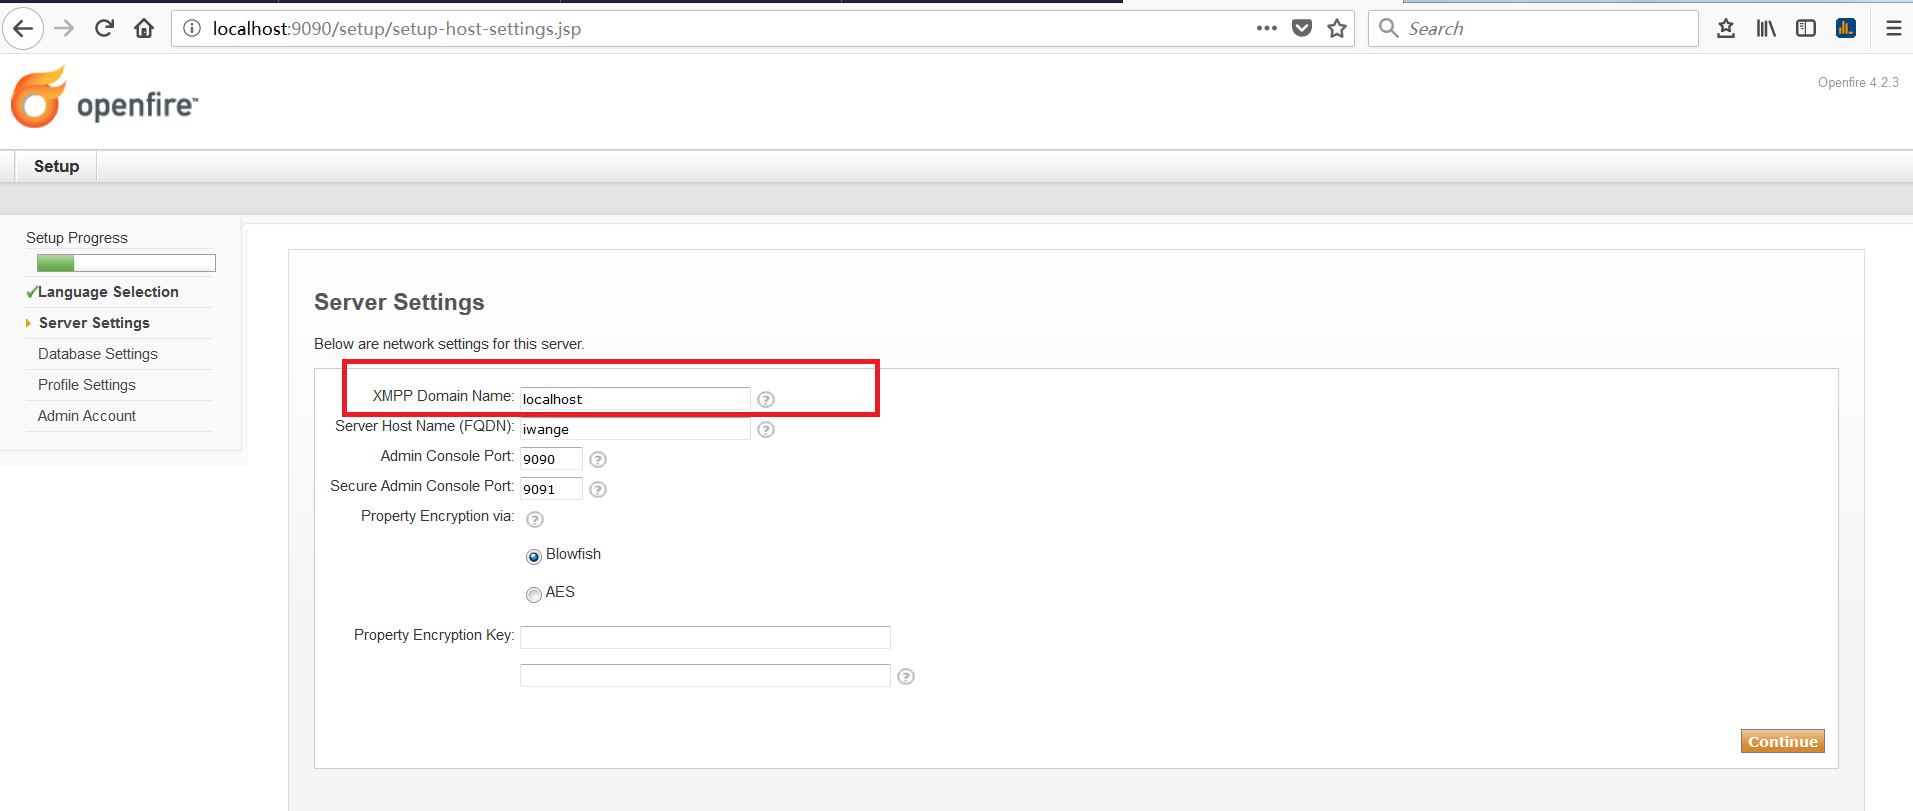 localhost:9090/setup/setup-host-settings.jsp
Search
openfire™
Openfire 4.2.3
Setup
Setup Progress
Language Selection
Server Settings
Database Settings
Profile Settings
Admin Account
Server Settings
Below are network settings for this server.
XMPP Domain Name: localhost
Server Host Name (FQDN): iwange
Admin Console Port: 9090
Secure Admin Console Port: 9091
Property Encryption via:
Blowfish
AES
Property Encryption Key:
Continue